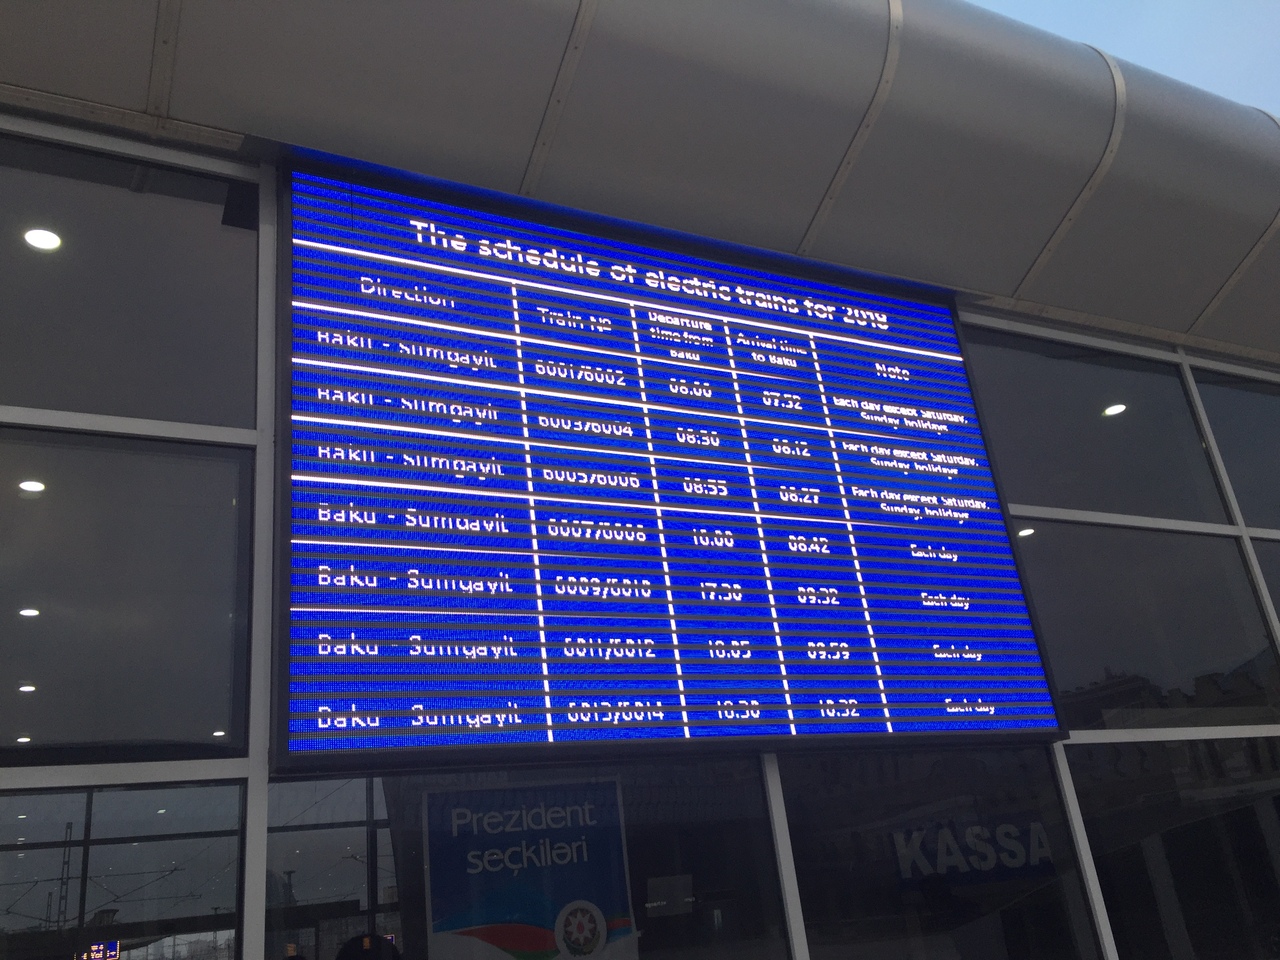 The schedule of electric trains for 2018
Direction
Train №
Departure
time from
Baku
Arrival time
to Baku
Note
Baku - Sumgayit
6001/6002
08.00
07.32
Each day except Saturday,
Sunday, holidays
Baku - Sumgayit
6003/6004
08:30
08.12
Each day except Saturday,
Sunday, holidays
Baku - Sumgayit
6005/6006
08:55
08.27
Each day except Saturday,
Sunday, holidays
Baku - Sumgayit
6007/6008
08.42
Each day
Baku - Sumgayit
6009/6010
17.30
09.32
Each day
Baku - Sumgayit
6011/6012
18.05
09.59
Each day
Baku - Sumgayit
6013/6014
18.30
Each day
Prezident
seçkiləri
KASSA